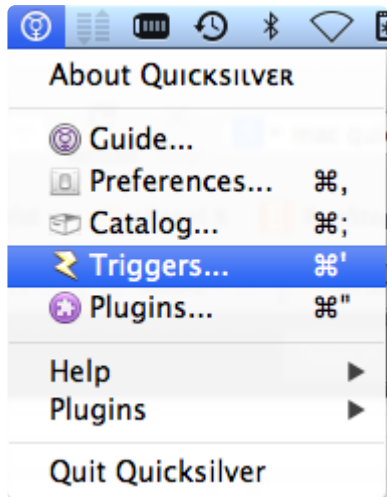 About Quicksilver
Guide...
Preferences... ⌘,
Catalog... ⌘;
Triggers... ⌘'
Plugins... ⌘"
Help ▶
Plugins ▶
Quit Quicksilver